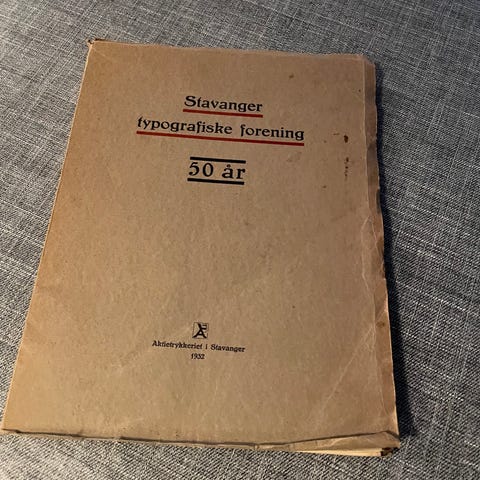 Stavanger
typografiske forening
50 år
Aktietrykkeriet i Stavanger
1932